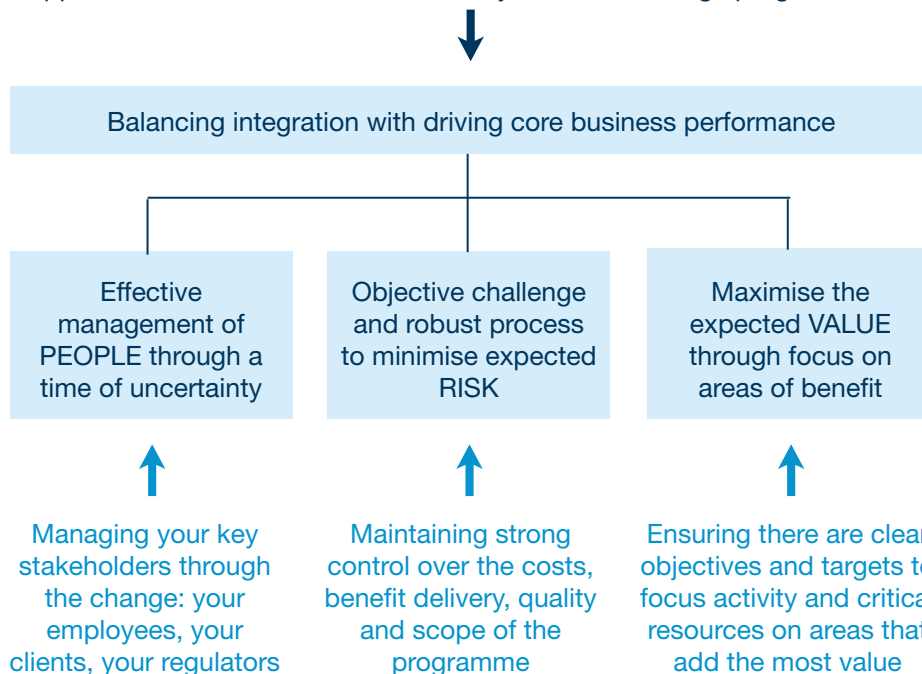 Balancing integration with driving core business performance
Effective
management of
PEOPLE through a
time of uncertainty
Objective challenge
and robust process
to minimise expected
RISK
Maximise the
expected VALUE
through focus on
areas of benefit
Managing your key
stakeholders through
the change: your
employees, your
clients, your regulators
Maintaining strong
control over the costs,
benefit delivery, quality
and scope of the
programme
Ensuring there are clear
objectives and targets to
focus activity and critical
resources on areas that
add the most value